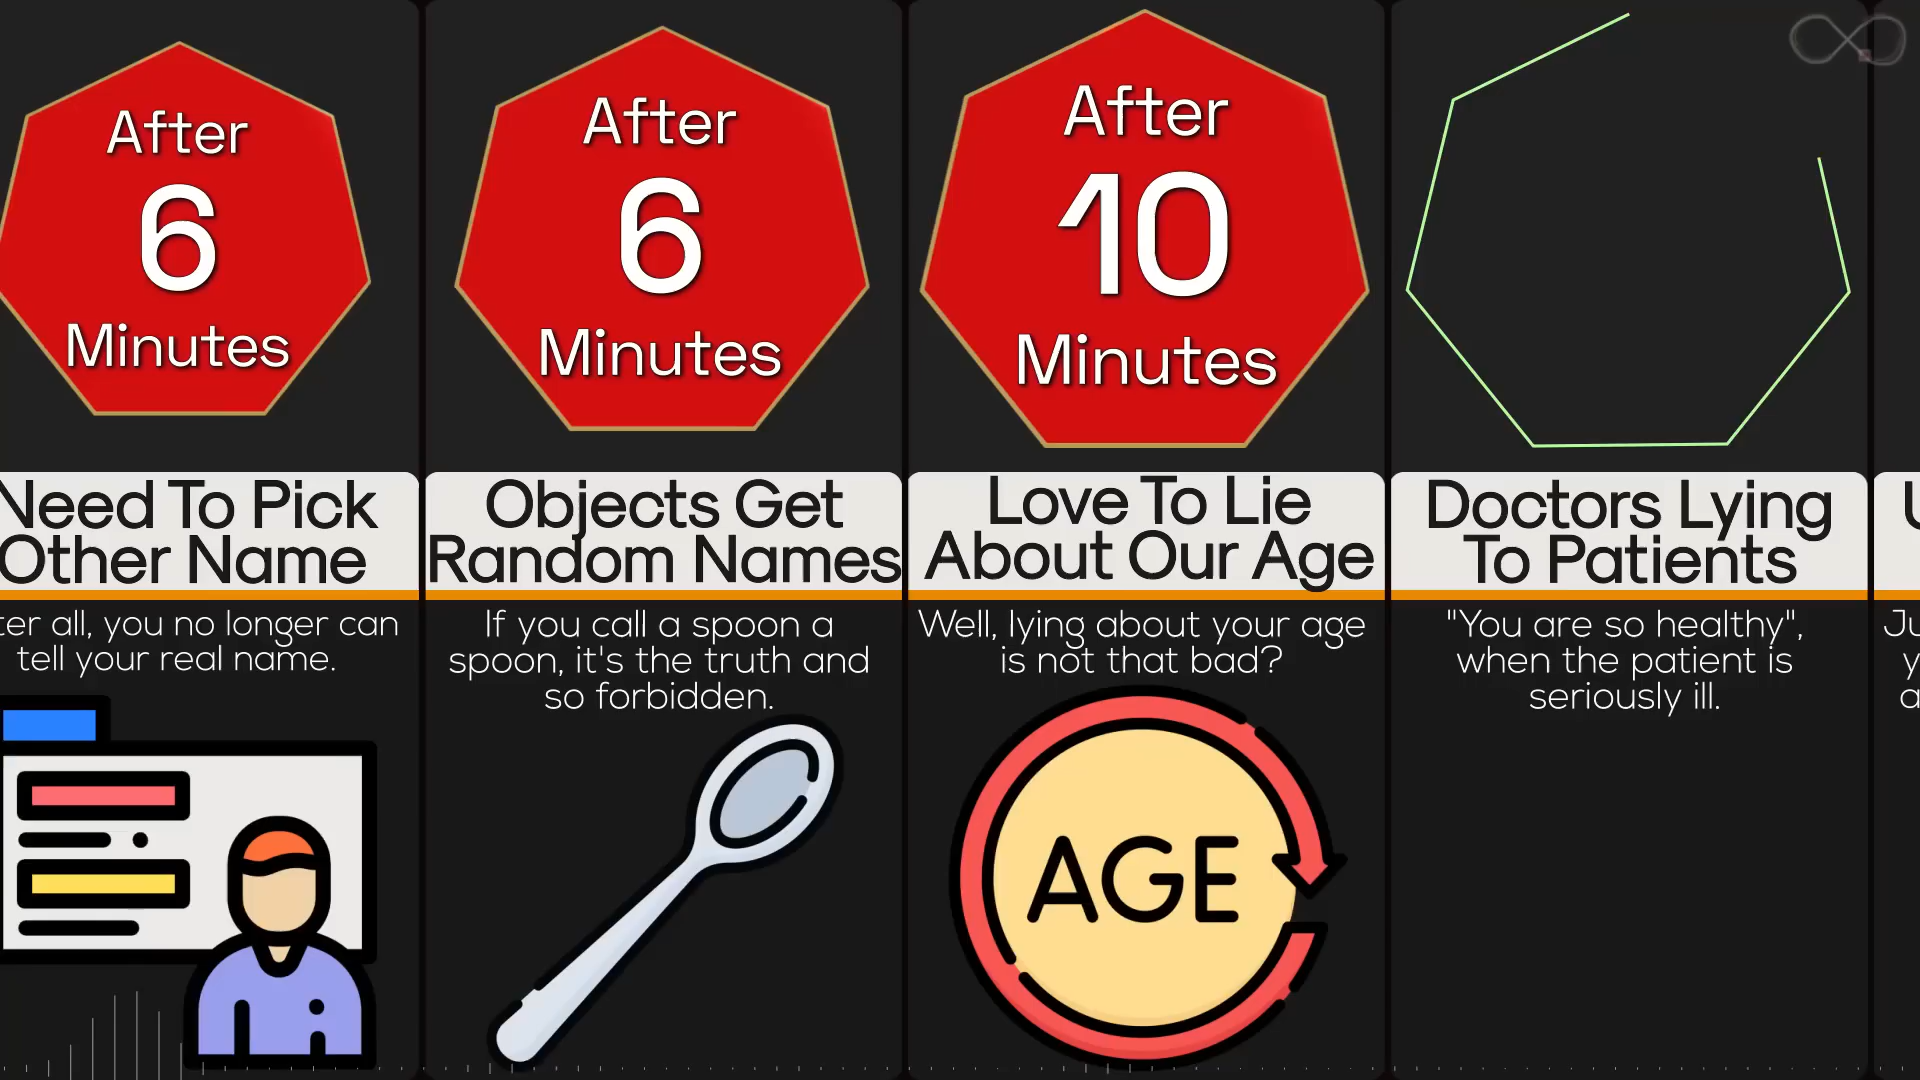 After
6
Minutes
Need To Pick
Other Name
all, you no longer can
tell your real name.
After
6
Minutes
Objects Get
Random Names
If you call a spoon a
spoon, it's the truth and
so forbidden.
After
10
Minutes
Love To Lie
About Our Age
Well, lying about your age
is not that bad?
AGE
Doctors Lying
To Patients
"You are so healthy",
when the patient is
seriously ill.